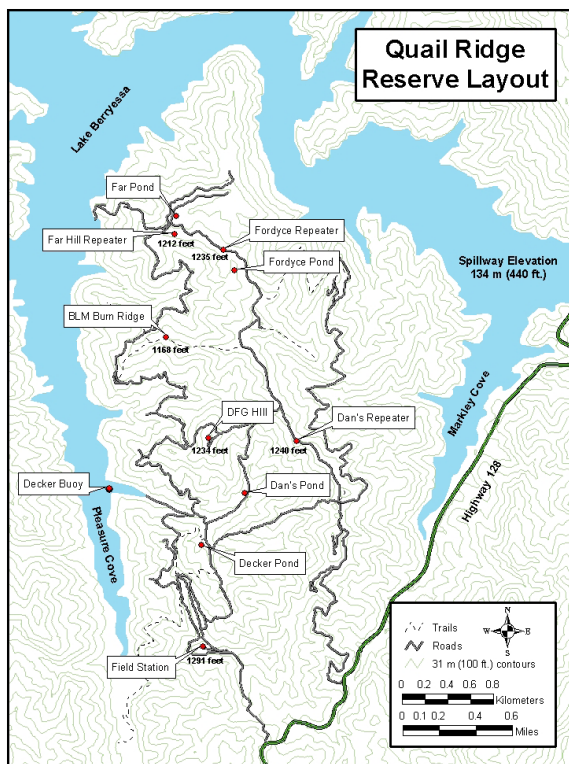 Quail Ridge
Reserve Layout
Lake Berryessa
Far Pond
Far Hill Repeater
1212 feet
Fordyce Repeater
1235 feet
Fordyce Pond
Spillway Elevation
134 m (440 ft.)
BLM Burn Ridge
1168 feet
Markley Cove
DFG Hill
1234 feet
Dan's Repeater
1240 feet
Highway 128
Decker Buoy
Dan's Pond
Pleasure Cove
Decker Pond
Field Station
1291 feet
N
W E
S
Trails
Roads
31 m (100 ft.) contours
0 0.2 0.4 0.6 0.8
Kilometers
0 0.1 0.2 0.4 0.6
Miles